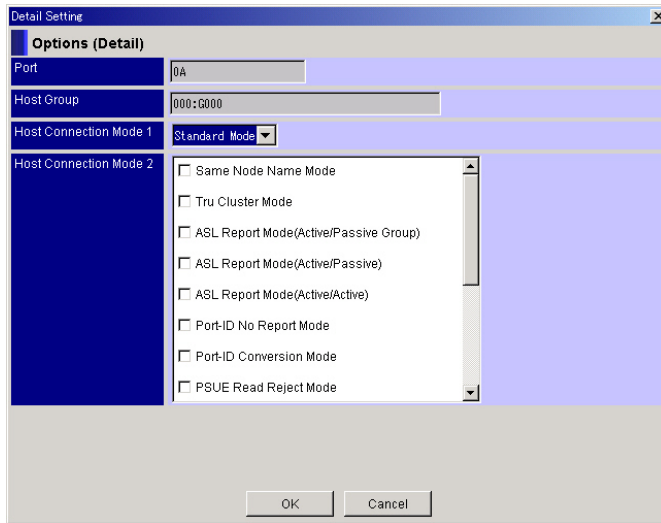 Detail Setting
Options (Detail)
Port
0A
Host Group
000:G000
Host Connection Mode 1
Standard Mode
Host Connection Mode 2
Same Node Name Mode
Tru Cluster Mode
ASL Report Mode(Active/Passive Group)
ASL Report Mode(Active/Passive)
ASL Report Mode(Active/Active)
Port-ID No Report Mode
Port-ID Conversion Mode
PSUE Read Reject Mode
OK
Cancel